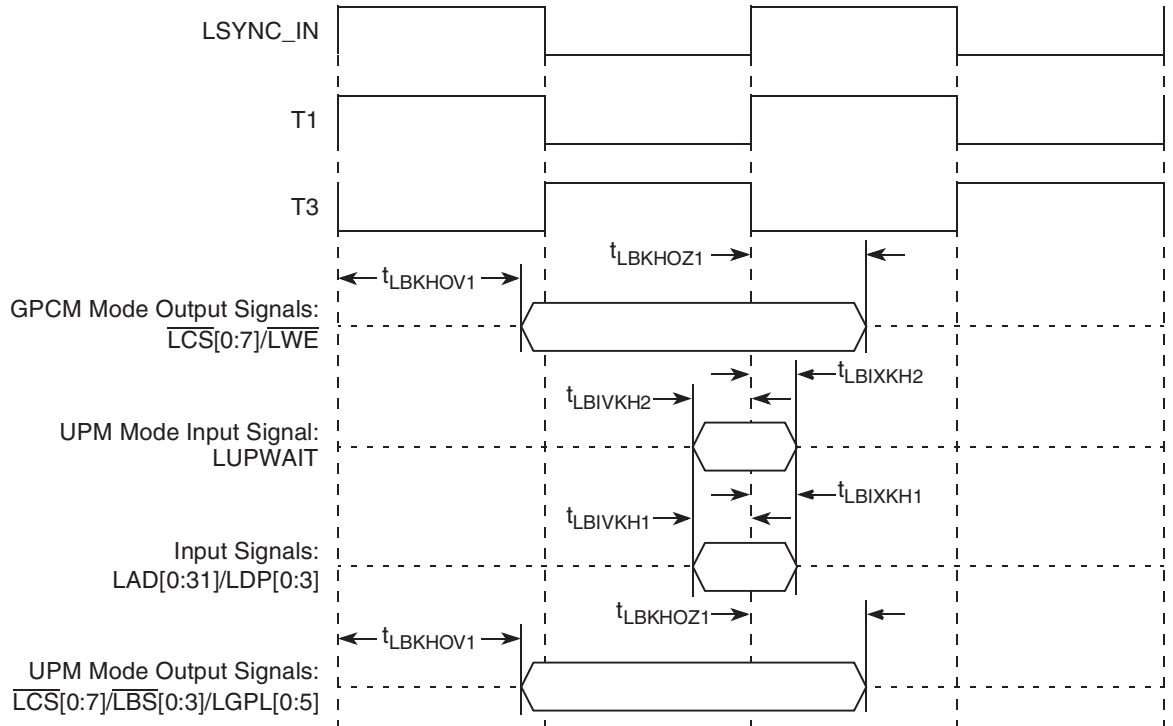 LSYNC_IN
T1
T3
tLBKHOZ1
tLBKHOV1
GPCM Mode Output Signals:
LCS[0:7]/LWE
tLBIXKH2
tLBIVKH2
UPM Mode Input Signal:
LUPWAIT
tLBIXKH1
tLBIVKH1
Input Signals:
LAD[0:31]/LDP[0:3]
tLBKHOZ1
tLBKHOV1
UPM Mode Output Signals:
LCS[0:7]/LBS[0:3]/LGPL[0:5]